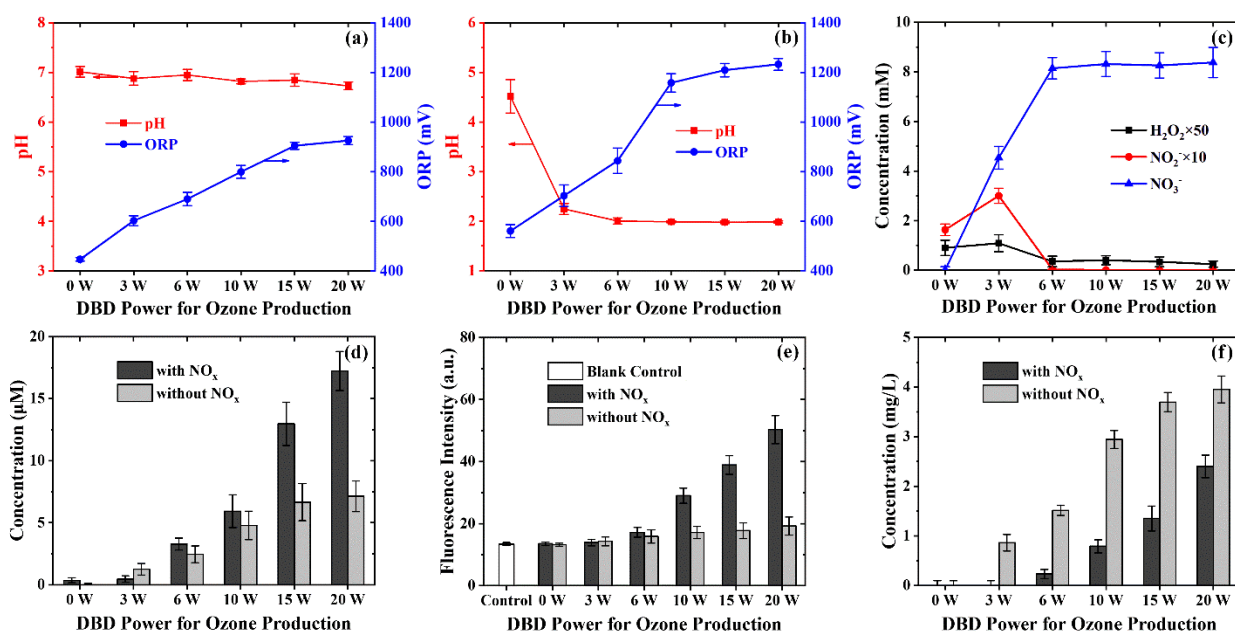 (a)
8
7
6
5
4
3
pH
1400
1200
1000
800
600
400
ORP (mV)
pH
ORP
0 W 3 W 6 W 10 W 15 W 20 W
DBD Power for Ozone Production
(b)
6
5
4
3
2
1
pH
1400
1200
1000
800
600
400
ORP (mV)
pH
ORP
0 W 3 W 6 W 10 W 15 W 20 W
DBD Power for Ozone Production
(c)
10
8
6
4
2
0
Concentration (mM)
H₂O₂×50
NO₂⁻×10
NO₃⁻
0 W 3 W 6 W 10 W 15 W 20 W
DBD Power for Ozone Production
(d)
20
15
10
5
0
Concentration (μM)
with NOₓ
without NOₓ
0 W 3 W 6 W 10 W 15 W 20 W
DBD Power for Ozone Production
(e)
80
60
40
20
0
Fluorescence Intensity (a.u.)
Blank Control
with NOₓ
without NOₓ
Control 0 W 3 W 6 W 10 W 15 W 20 W
DBD Power for Ozone Production
(f)
5
4
3
2
1
0
Concentration (mg/L)
with NOₓ
without NOₓ
0 W 3 W 6 W 10 W 15 W 20 W
DBD Power for Ozone Production